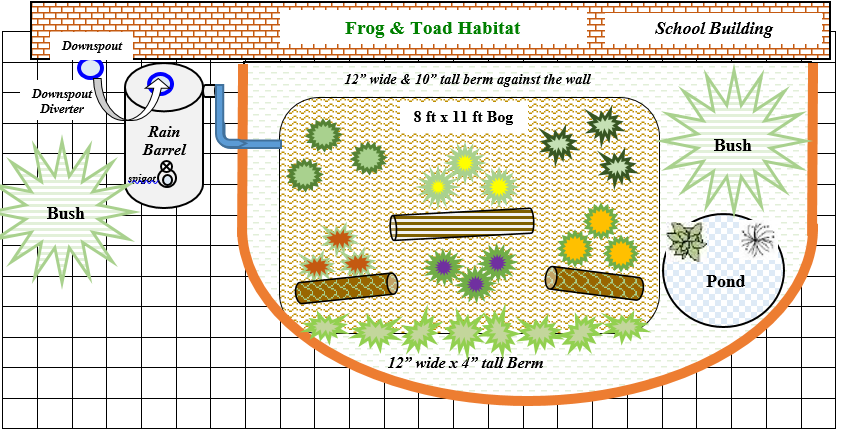 Frog & Toad Habitat
School Building
Downspout
12” wide & 10” tall berm against the wall
Downspout
Diverter
8 ft x 11 ft Bog
Rain
Barrel
spigot
Bush
Bush
Pond
12” wide x 4” tall Berm